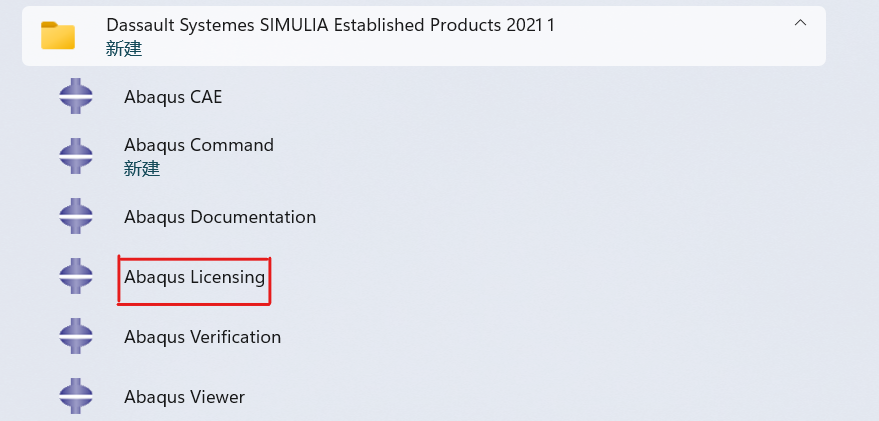 Dassault Systemes SIMULIA Established Products 2021 1
新建
Abaqus CAE
Abaqus Command
新建
Abaqus Documentation
Abaqus Licensing
Abaqus Verification
Abaqus Viewer